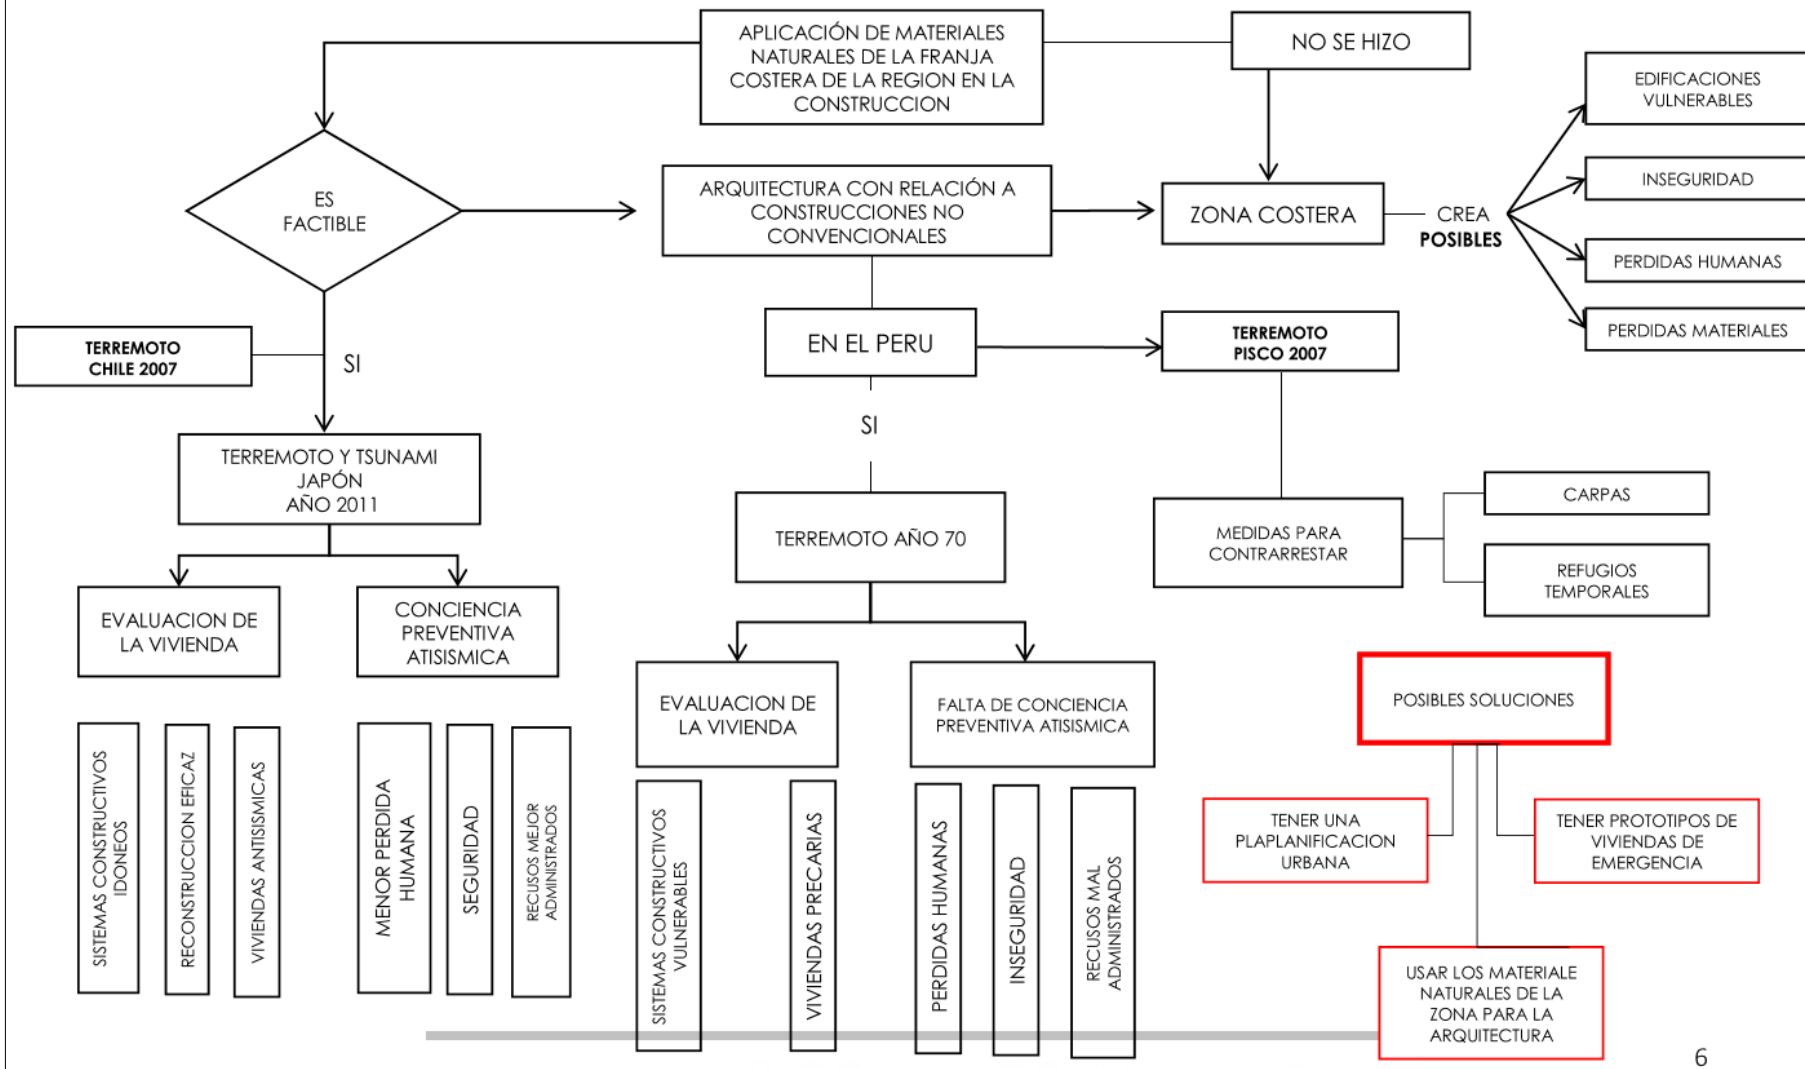 APLICACIÓN DE MATERIALES
NATURALES DE LA FRANJA
COSTERA DE LA REGION EN LA
CONSTRUCCION
NO SE HIZO
EDIFICACIONES
VULNERABLES
INSEGURIDAD
PERDIDAS HUMANAS
PERDIDAS MATERIALES
ES
FACTIBLE
ARQUITECTURA CON RELACIÓN A
CONSTRUCCIONES NO
CONVENCIONALES
ZONA COSTERA
CREA
POSIBLES
TERREMOTO
CHILE 2007
SI
EN EL PERU
TERREMOTO
PISCO 2007
SI
TERREMOTO Y TSUNAMI
JAPÓN
AÑO 2011
TERREMOTO AÑO 70
MEDIDAS PARA
CONTRARRESTAR
CARPAS
REFUGIOS
TEMPORALES
EVALUACION DE
LA VIVIENDA
CONCIENCIA
PREVENTIVA
ATISISMICA
EVALUACION DE
LA VIVIENDA
FALTA DE CONCIENCIA
PREVENTIVA ATISISMICA
POSIBLES SOLUCIONES
SISTEMAS CONSTRUCTIVOS
IDONEOS
RECONSTRUCCION EFICAZ
VIVIENDAS ANTISISMICAS
MENOR PERDIDA
HUMANA
SEGURIDAD
RECUSOS MEJOR
ADMINISTRADOS
SISTEMAS CONSTRUCTIVOS
VULNERABLES
VIVIENDAS PRECARIAS
PERDIDAS HUMANAS
INSEGURIDAD
RECUSOS MAL
ADMINISTRADOS
TENER UNA
PLAPLANIFICACION
URBANA
TENER PROTOTIPOS DE
VIVIENDAS DE
EMERGENCIA
USAR LOS MATERIALE
NATURALES DE LA
ZONA PARA LA
ARQUITECTURA
6